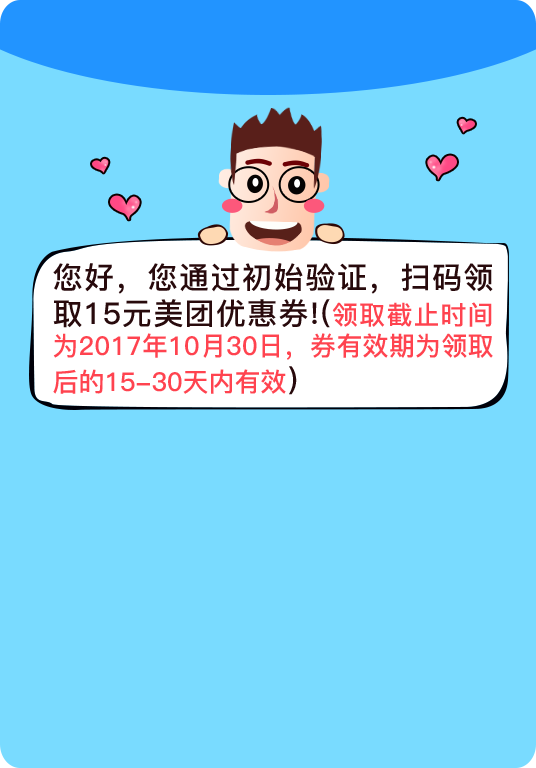 您好，您通过初始验证，扫码领
取15元美团优惠券!(领取截止时间
为2017年10月30日，券有效期为领取
后的15-30天内有效)